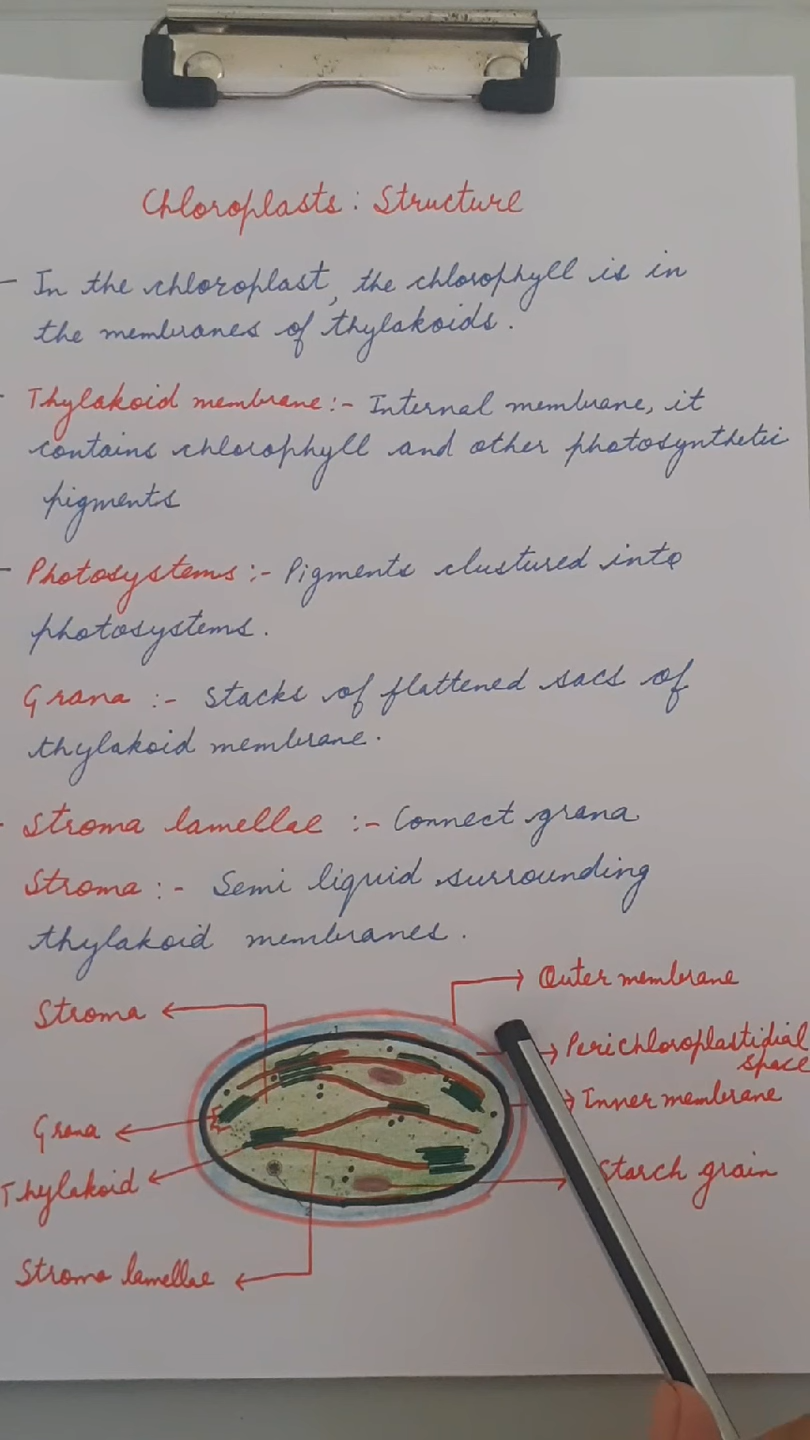 Chloroplasts : Structure
- In the chloroplast, the chlorophyll is in
the membranes of thylakoids.
- Thylakoid membrane :- Internal membrane, it
contains chlorophyll and other photosynthetic
pigments
- Photosystems :- Pigments clustured into
photosystems.
Grana :- Stacks of flattened sacs of
thylakoid membrane.
- Stroma lamellae :- Connect grana
Stroma :- Semi liquid surrounding
thylakoid membranes.
Outer membrane
Stroma
Perichloroplastidial
space
Inner membrane
Grana
Starch grain
Thylakoid
Stroma lamellae